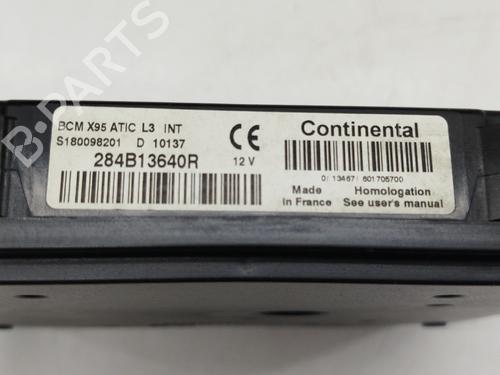 BCM X95 ATIC L3 INT
S180098201 D 10137
284B13640R
CE
12 V
Continental
0/13467/601705700
Made in France
Homologation
See user's manual
B-PARTS